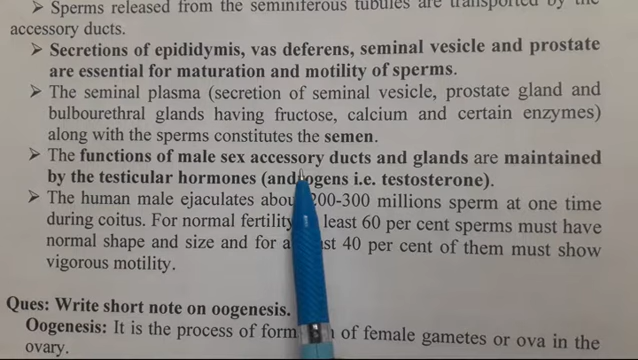 ➤ Sperms released from the seminiferous tubules are transported by the
accessory ducts.
➤ Secretions of epididymis, vas deferens, seminal vesicle and prostate
are essential for maturation and motility of sperms.
➤ The seminal plasma (secretion of seminal vesicle, prostate gland and
bulbourethral glands having fructose, calcium and certain enzymes)
along with the sperms constitutes the semen.
➤ The functions of male sex accessory ducts and glands are maintained
by the testicular hormones (androgens i.e. testosterone).
➤ The human male ejaculates about 200-300 millions sperm at one time
during coitus. For normal fertility, least 60 per cent sperms must have
normal shape and size and for at least 40 per cent of them must show
vigorous motility.
Ques: Write short note on oogenesis.
Oogenesis: It is the process of formation of female gametes or ova in the
ovary.